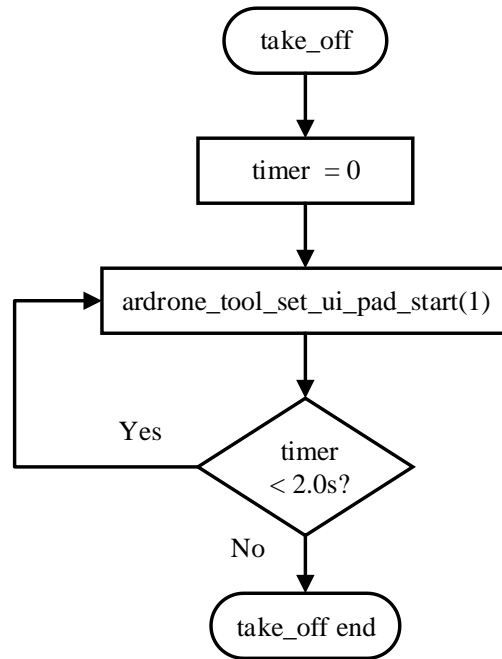 take_off
timer = 0
ardrone_tool_set_ui_pad_start(1)
Yes
timer
< 2.0s?
No
take_off end